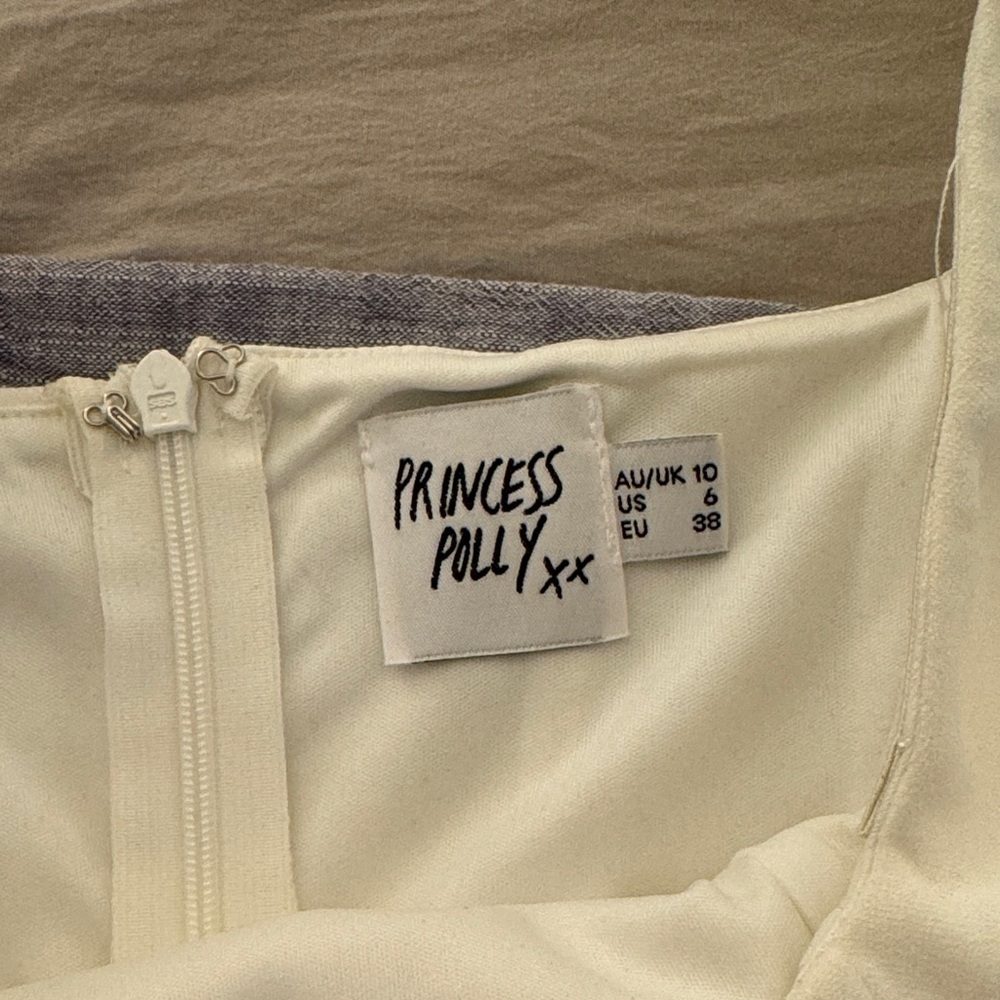 PRINCESS
POLLY xx
AU/UK 10
US 6
EU 38